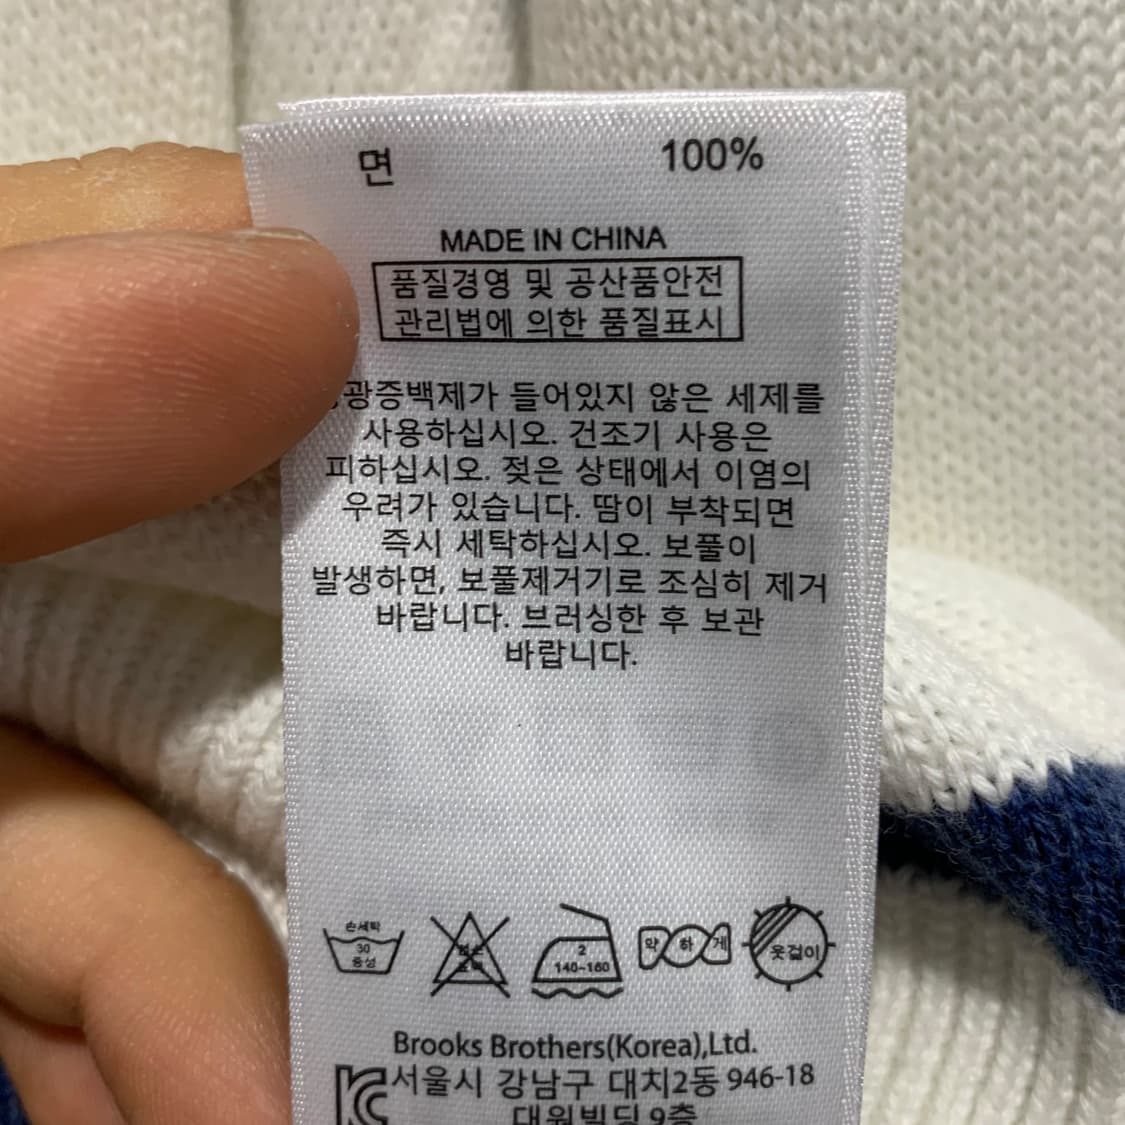 면 100%
MADE IN CHINA
품질경영 및 공산품안전
관리법에 의한 품질표시
광증백제가 들어있지 않은 세제를
사용하십시오. 건조기 사용은
피하십시오. 젖은 상태에서 이염의
우려가 있습니다. 땀이 부착되면
즉시 세탁하십시오. 보풀이
발생하면, 보풀제거기로 조심히 제거
바랍니다. 브러싱한 후 보관
바랍니다.
손세탁
30
중성
2
140~160
약하게
옷걸이
Brooks Brothers(Korea),Ltd.
서울시 강남구 대치2동 946-18
대원빌딩 9층